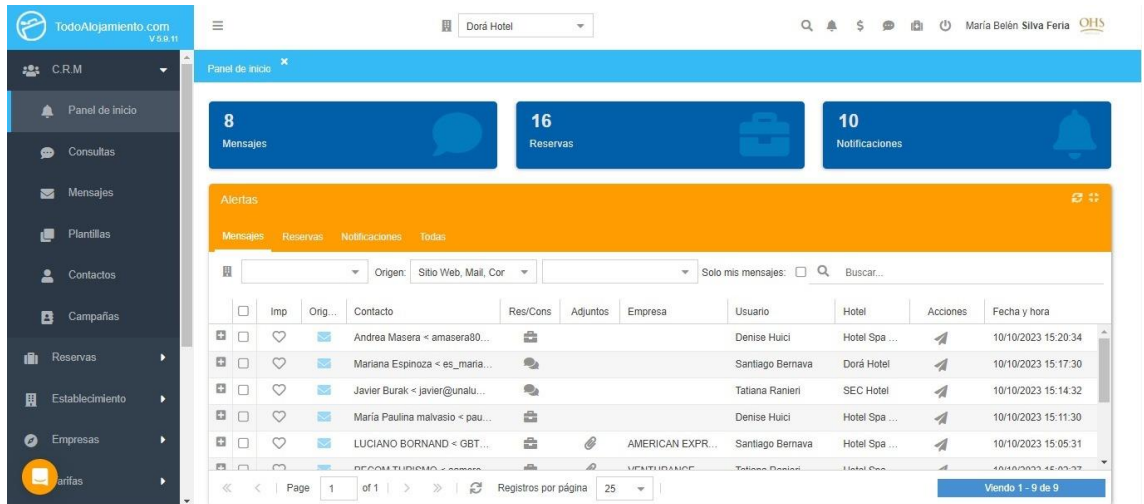 TodoAlojamiento.com
V 5.9.11
Dorá Hotel
María Belén Silva Feria
OHS
C.R.M
Panel de inicio
Panel de inicio
Consultas
Mensajes
Plantillas
Contactos
Campañas
Reservas
Establecimiento
Empresas
arifas
8
Mensajes
16
Reservas
10
Notificaciones
Alertas
Mensajes Reservas Notificaciones Todas
Origen: Sitio Web, Mail, Cor Solo mis mensajes: Buscar...
Imp Orig... Contacto Res/Cons Adjuntos Empresa Usuario Hotel Acciones Fecha y hora
Andrea Masera < amasera80... Denise Huici Hotel Spa ... 10/10/2023 15:20:34
Mariana Espinoza < es_maria... Santiago Bernava Dorá Hotel 10/10/2023 15:17:30
Javier Burak < javier@unalu... Tatiana Ranieri SEC Hotel 10/10/2023 15:14:32
María Paulina malvasio < pau... Denise Huici Hotel Spa ... 10/10/2023 15:11:30
LUCIANO BORNAND < GBT... AMERICAN EXPR... Santiago Bernava Hotel Spa ... 10/10/2023 15:05:31
Page 1 of 1 Registros por página 25 Viendo 1 - 9 de 9